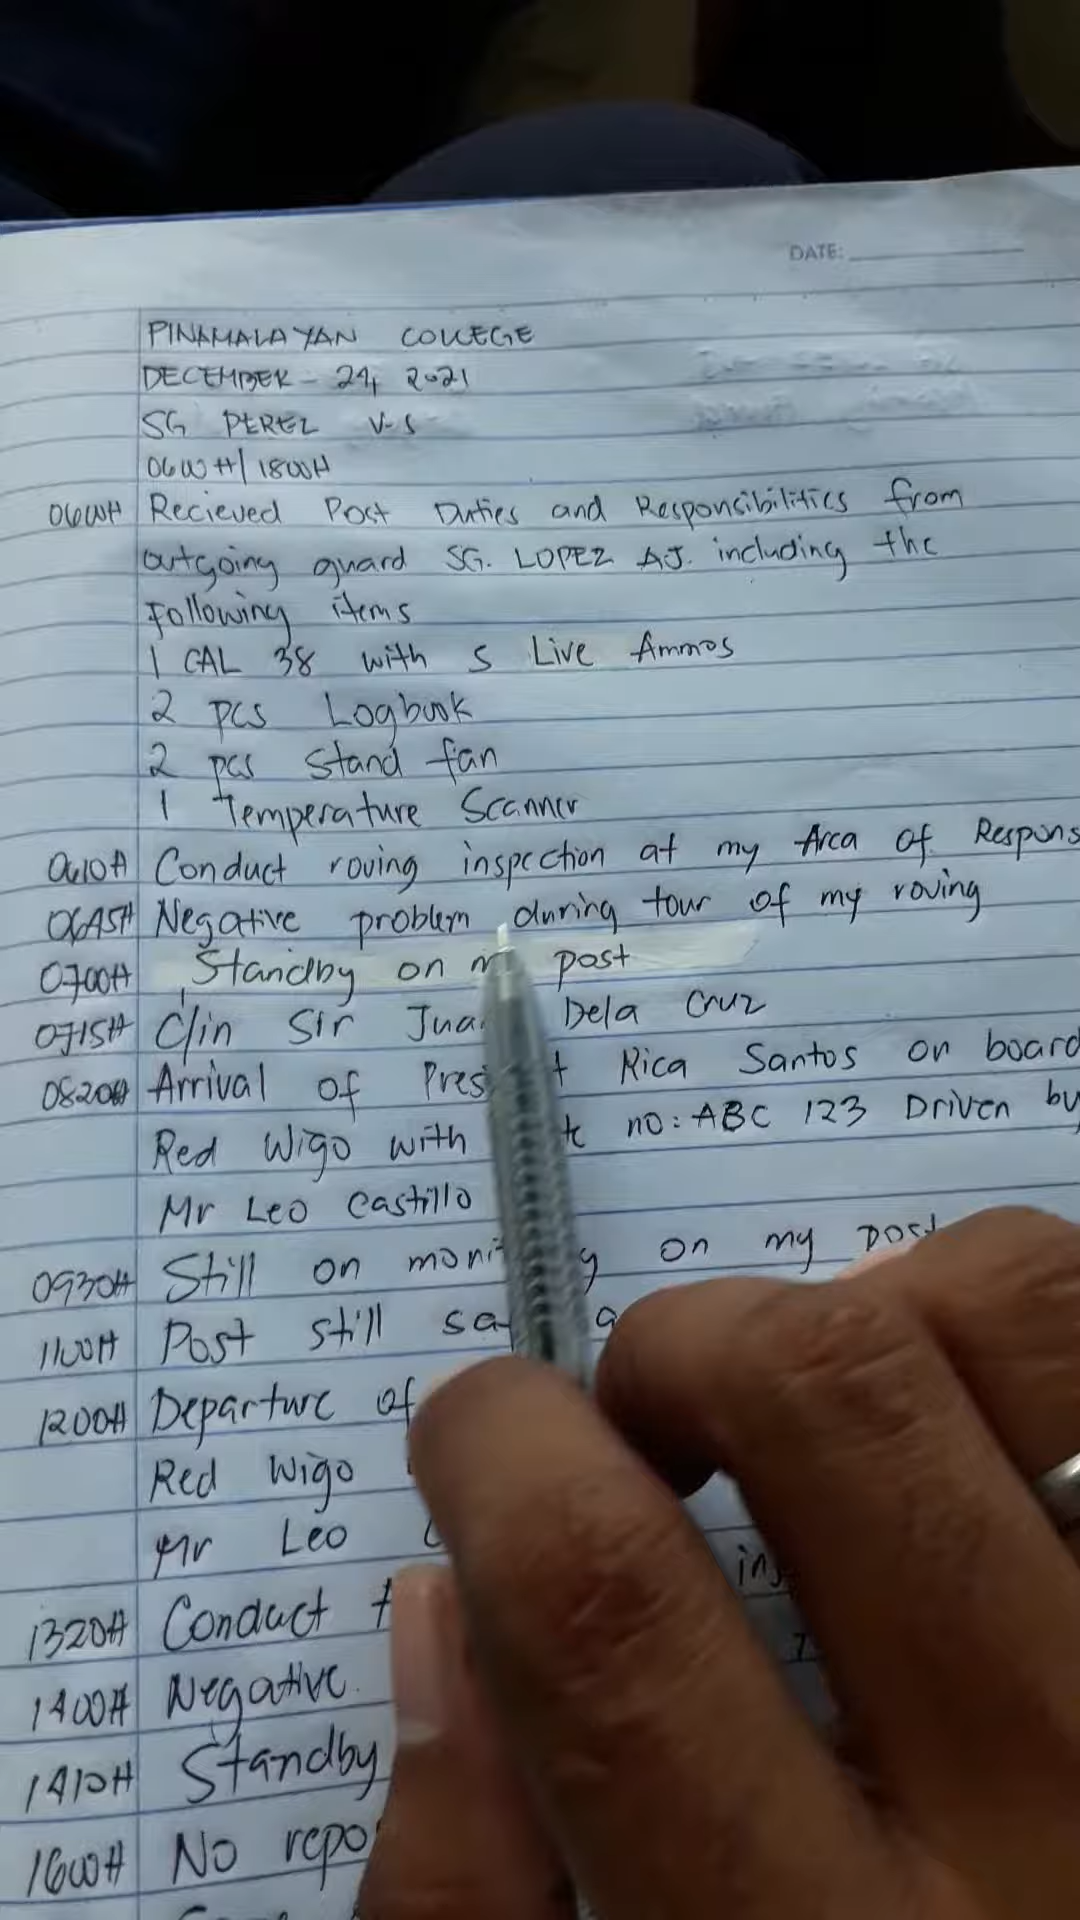 DATE:
PINAMALAYAN COLLEGE
DECEMBER - 24, 2021
SG PEREZ V-S
0600H/1800H
0600H Recieved Post Duties and Responsibilities from
outgoing guard SG. LOPEZ A.J. including the
Following items
1 CAL 38 with 5 Live Ammos
2 pcs Logbook
2 pcs Stand fan
1 Temperature Scanner
0610H Conduct roving inspection at my Area of Respons
0645H Negative problem during tour of my roving
0700H Standby on post
0715H C/in Sir Dela Cruz
0820H Arrival of Rica Santos on board
Red Wigo with no: ABC 123 Driven by
Mr Leo Castillo
0930H Still on on my post
1100H Post still
1200H Departure of
Red Wigo
Mr Leo
1320H Conduct
1400H Negative
1410H Standby
1600H No